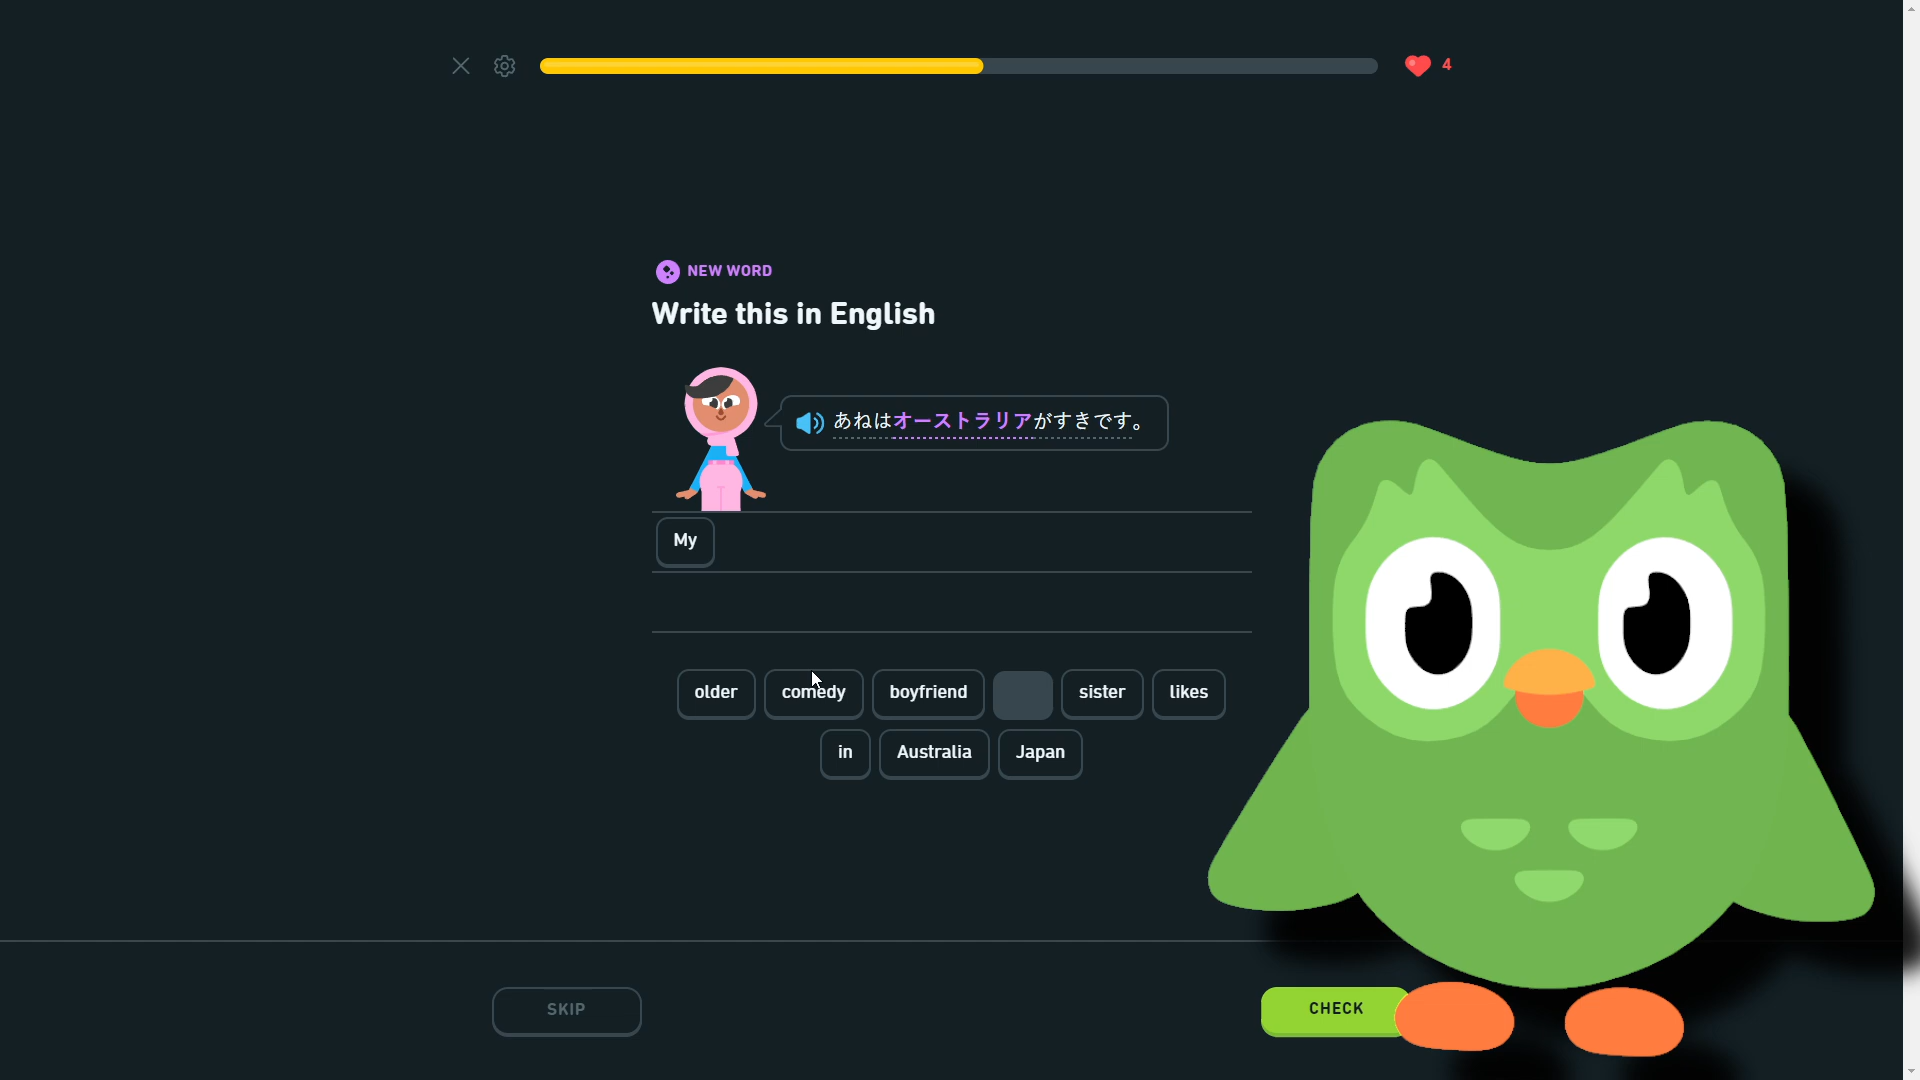 4
NEW WORD
Write this in English
あねはオーストラリアがすきです。
My
older comedy boyfriend sister likes
in Australia Japan
SKIP CHECK